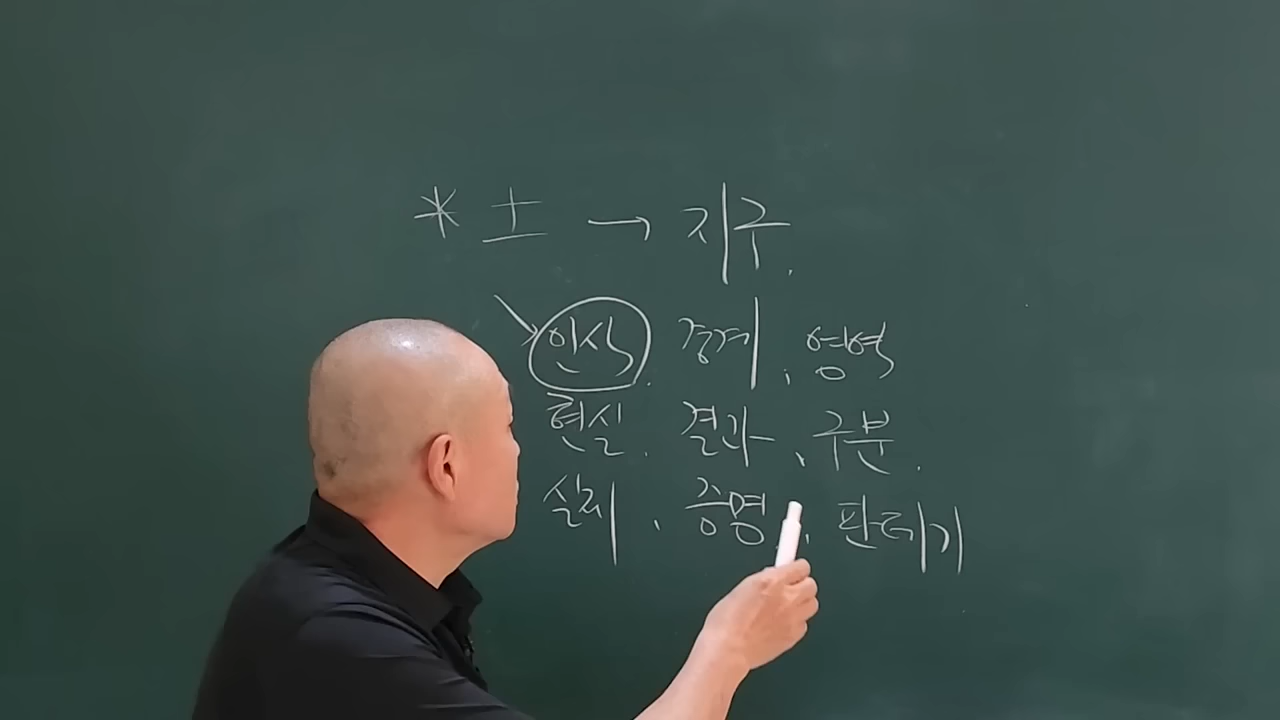 * 土 → 지구.
인식. 경계, 영역
현실. 결과, 구분.
실체, 증명, 판데기